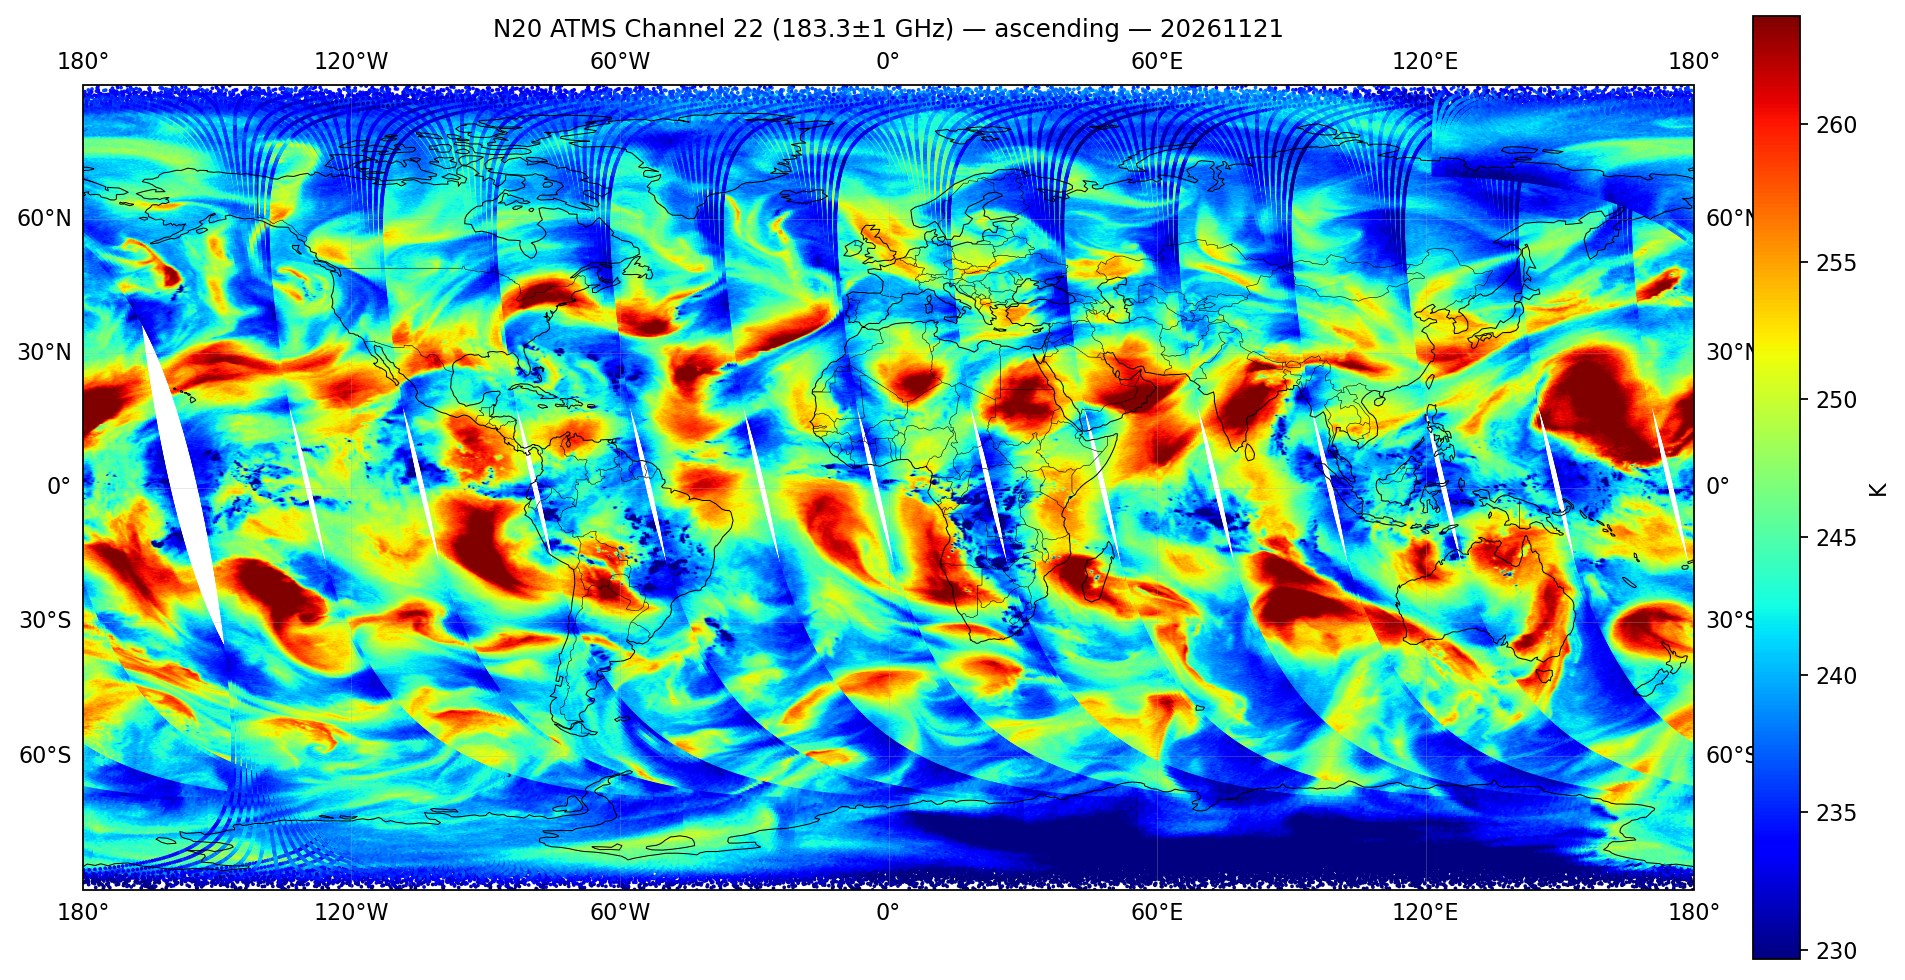 N20 ATMS Channel 22 (183.3±1 GHz) — ascending — 20261121
180° 120°W 60°W 0° 60°E 120°E 180°
60°N 60°N
30°N 30°N
0° 0°
30°S 30°S
60°S 60°S
180° 120°W 60°W 0° 60°E 120°E 180°
260
255
250
245
240
235
230
K